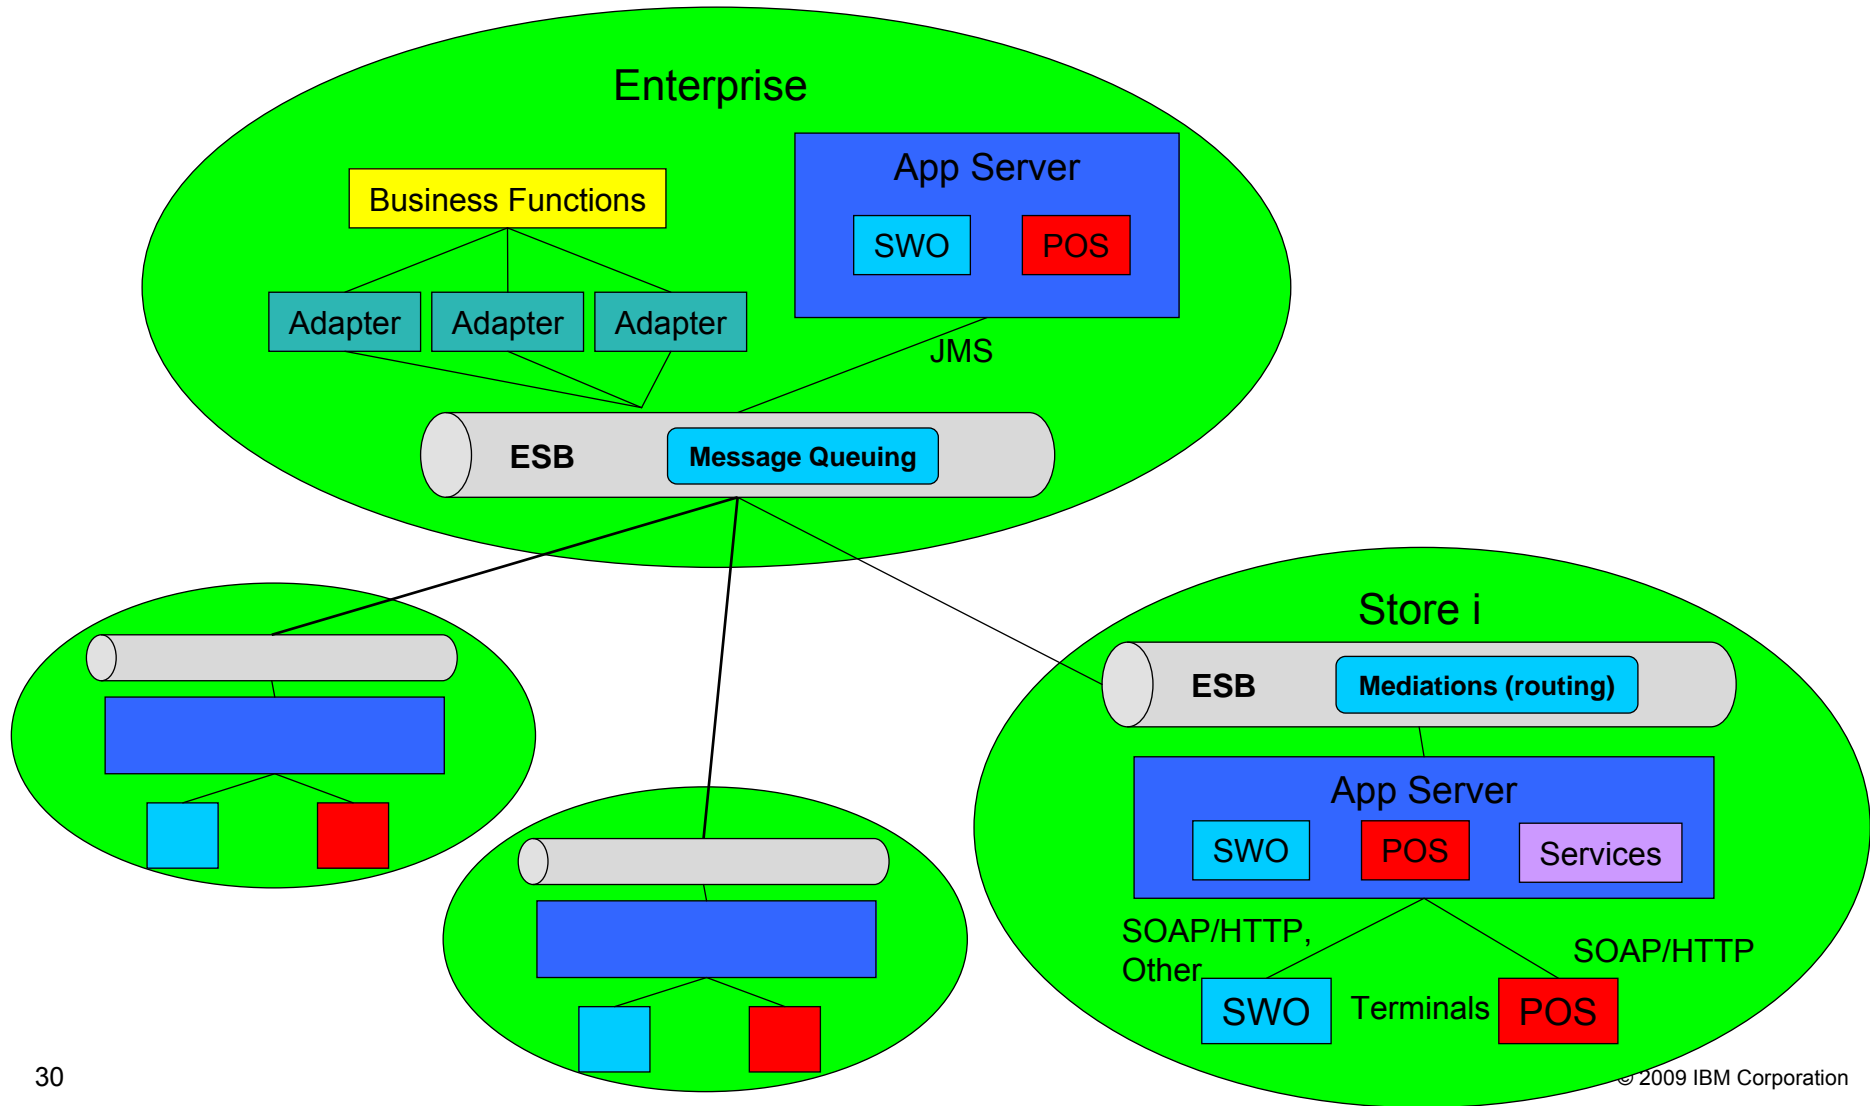 Enterprise
App Server
Business Functions
SWO
POS
Adapter
Adapter
Adapter
JMS
ESB
Message Queuing
Store i
ESB
Mediations (routing)
App Server
SWO
POS
Services
SOAP/HTTP,
Other
SOAP/HTTP
SWO
Terminals
POS
30
© 2009 IBM Corporation